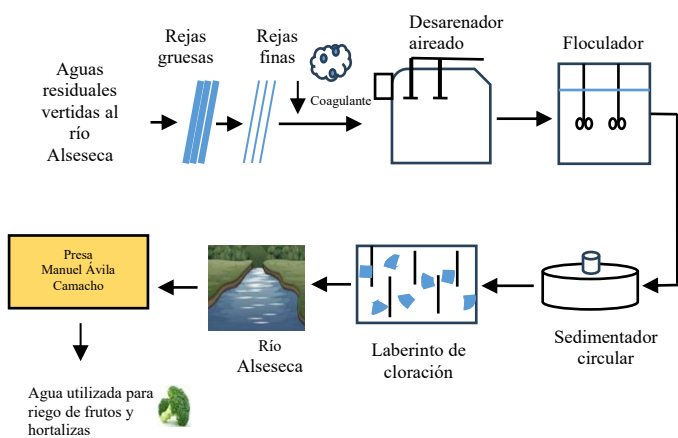 Aguas
residuales
vertidas al
río
Alseseca
Rejas
gruesas
Rejas
finas
Coagulante
Desarenador
aireado
Floculador
Sedimentador
circular
Laberinto de
cloración
Río
Alseseca
Presa
Manuel Ávila
Camacho
Agua utilizada para
riego de frutos y
hortalizas